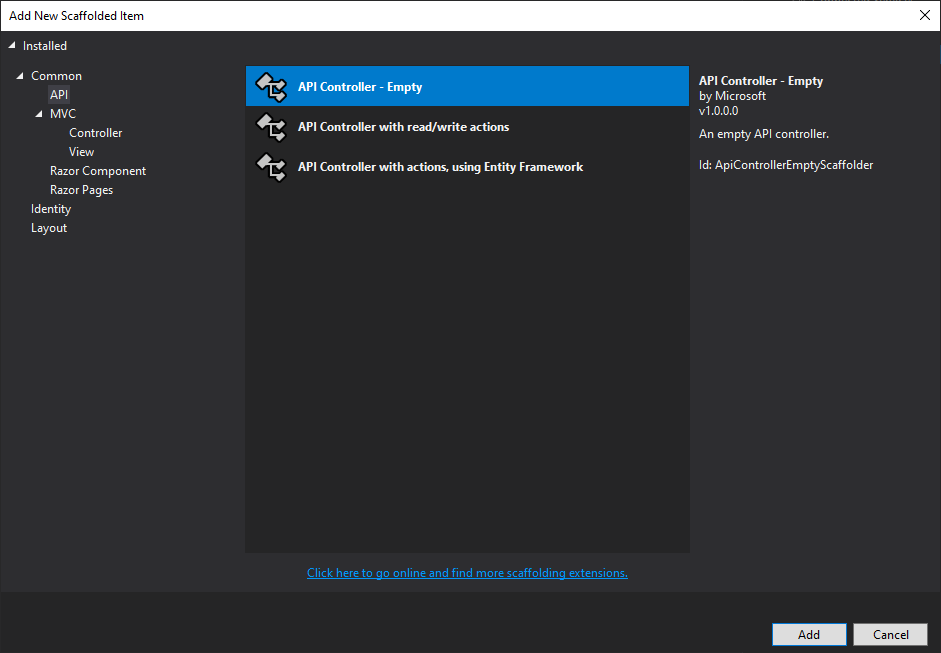 Add New Scaffolded Item
Installed
Common
API
MVC
Controller
View
Razor Component
Razor Pages
Identity
Layout
API Controller - Empty
API Controller with read/write actions
API Controller with actions, using Entity Framework
Click here to go online and find more scaffolding extensions.
API Controller - Empty
by Microsoft
v1.0.0.0
An empty API controller.
Id: ApiControllerEmptyScaffolder
Add
Cancel